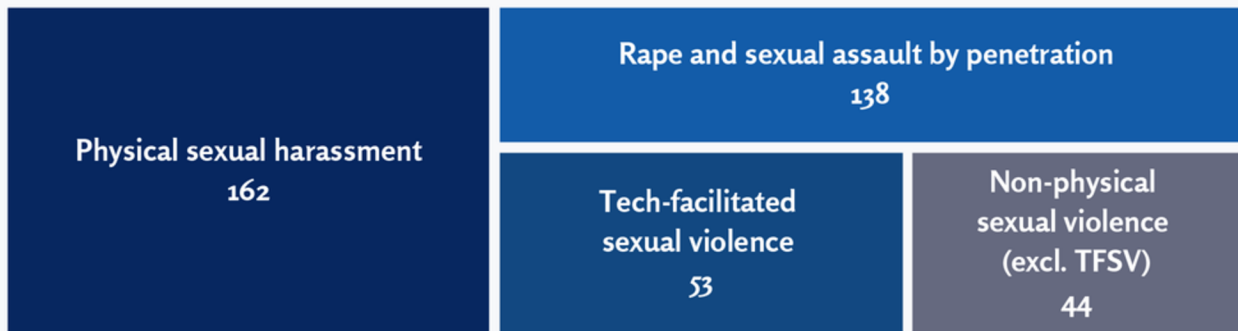 Physical sexual harassment
162
Rape and sexual assault by penetration
138
Tech-facilitated
sexual violence
53
Non-physical
sexual violence
(excl. TFSV)
44